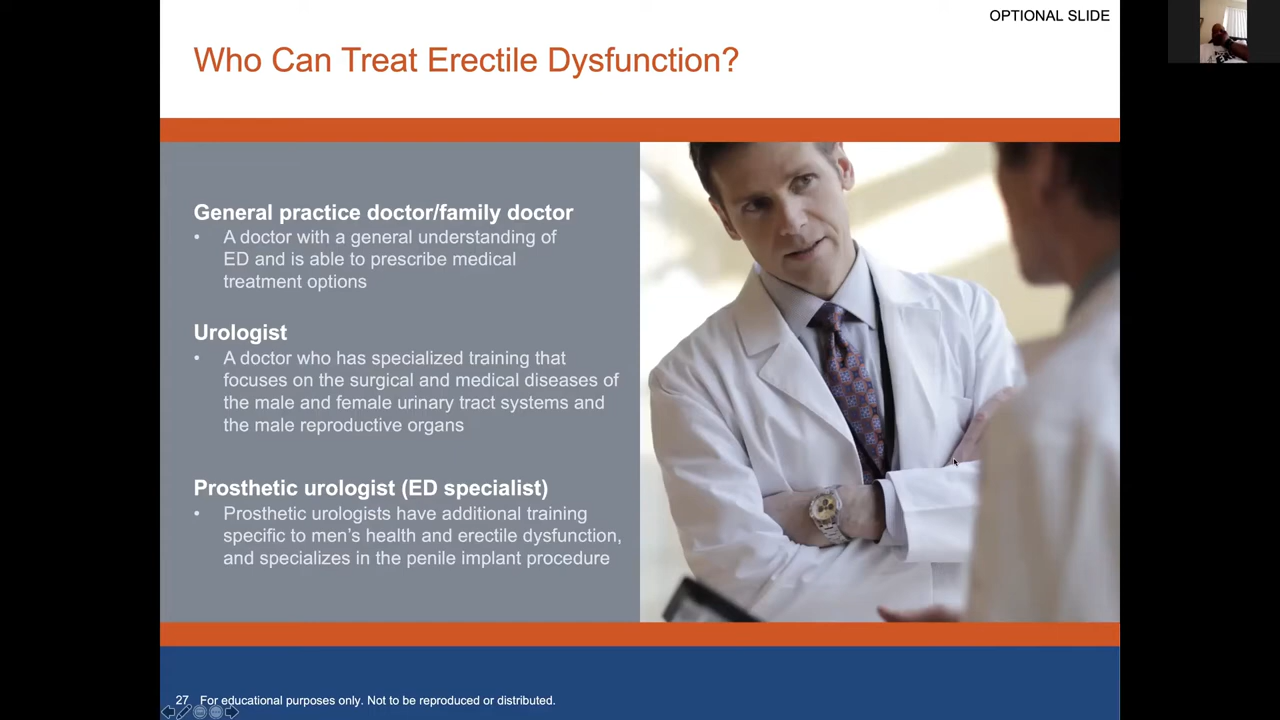 OPTIONAL SLIDE
Who Can Treat Erectile Dysfunction?
General practice doctor/family doctor
• A doctor with a general understanding of
ED and is able to prescribe medical
treatment options
Urologist
• A doctor who has specialized training that
focuses on the surgical and medical diseases of
the male and female urinary tract systems and
the male reproductive organs
Prosthetic urologist (ED specialist)
• Prosthetic urologists have additional training
specific to men's health and erectile dysfunction,
and specializes in the penile implant procedure
27 For educational purposes only. Not to be reproduced or distributed.